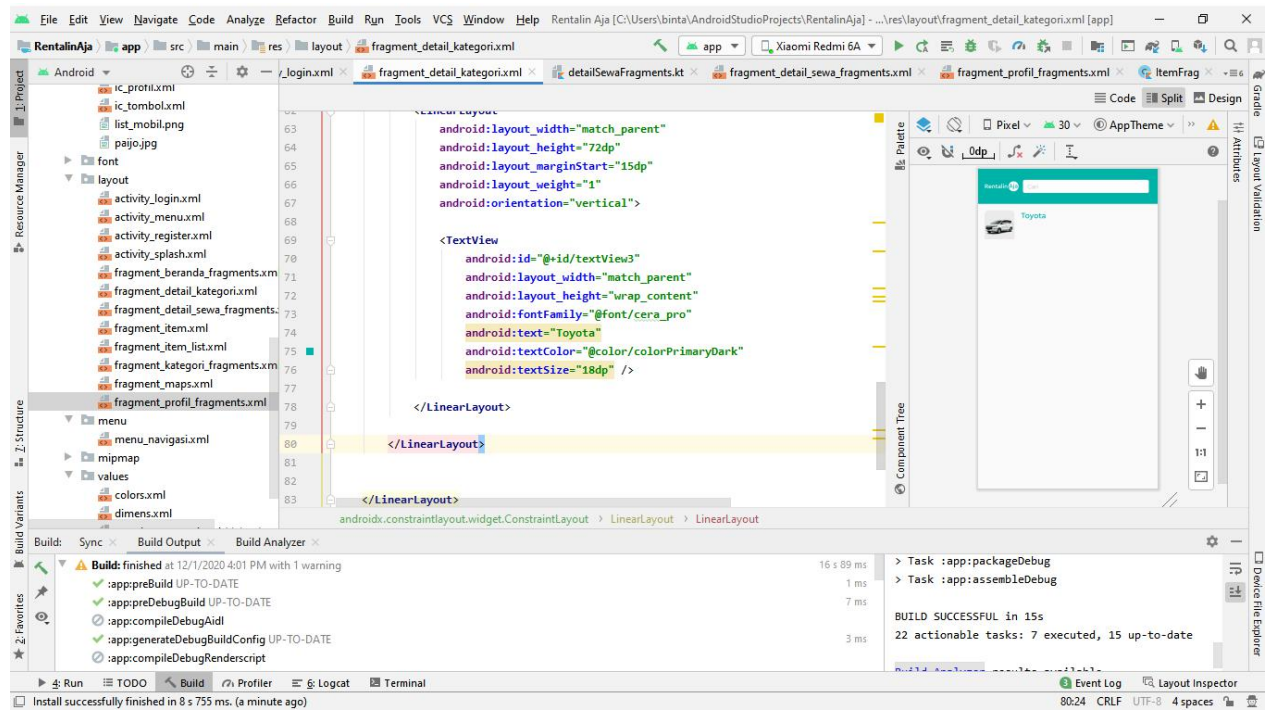 File Edit View Navigate Code Analyze Refactor Build Run Tools VCS Window Help Rentalin Aja [C:\Users\binta\AndroidStudioProjects\RentalinAja] - ...\res\layout\fragment_detail_kategori.xml [app]
RentalinAja app src main res layout fragment_detail_kategori.xml app Xiaomi Redmi 6A
Android /_login.xml fragment_detail_kategori.xml detailSewaFragments.kt fragment_detail_sewa_fragments.xml fragment_profil_fragments.xml ItemFrag 6
Code Split Design
1: Project
Resource Manager
7: Structure
Build Variants
2: Favorites
ic_profil.xml
ic_tombol.xml
list_mobil.png
paijo.jpg
font
layout
activity_login.xml
activity_menu.xml
activity_register.xml
activity_splash.xml
fragment_beranda_fragments.xm
fragment_detail_kategori.xml
fragment_detail_sewa_fragments.
fragment_item.xml
fragment_item_list.xml
fragment_kategori_fragments.xm
fragment_maps.xml
fragment_profil_fragments.xml
menu
menu_navigasi.xml
mipmap
values
colors.xml
dimens.xml
62 <LinearLayout
63 android:layout_width="match_parent"
64 android:layout_height="72dp"
65 android:layout_marginStart="15dp"
66 android:layout_weight="1"
67 android:orientation="vertical">
68
69 <TextView
70 android:id="@+id/textView3"
71 android:layout_width="match_parent"
72 android:layout_height="wrap_content"
73 android:fontFamily="@font/cera_pro"
74 android:text="Toyota"
75 android:textColor="@color/colorPrimaryDark"
76 android:textSize="18dp" />
77
78 </LinearLayout>
79
80 </LinearLayout>
81
82
83 </LinearLayout>
androidx.constraintlayout.widget.ConstraintLayout LinearLayout LinearLayout
Palette
Component Tree
Pixel 30 AppTheme
0dp
Rentalin Aja Cari
Toyota
1:1
Attributes
Gradle
Layout Validation
Device File Explorer
Build: Sync Build Output Build Analyzer
Build: finished at 12/1/2020 4:01 PM with 1 warning 16 s 89 ms
:app:preBuild UP-TO-DATE 1 ms
:app:preDebugBuild UP-TO-DATE 7 ms
:app:compileDebugAidl
:app:generateDebugBuildConfig UP-TO-DATE 3 ms
:app:compileDebugRenderscript
> Task :app:packageDebug
> Task :app:assembleDebug
BUILD SUCCESSFUL in 15s
22 actionable tasks: 7 executed, 15 up-to-date
Build Analyzer results available
4: Run TODO Build Profiler 6: Logcat Terminal 3 Event Log Layout Inspector
Install successfully finished in 8 s 755 ms. (a minute ago) 80:24 CRLF UTF-8 4 spaces